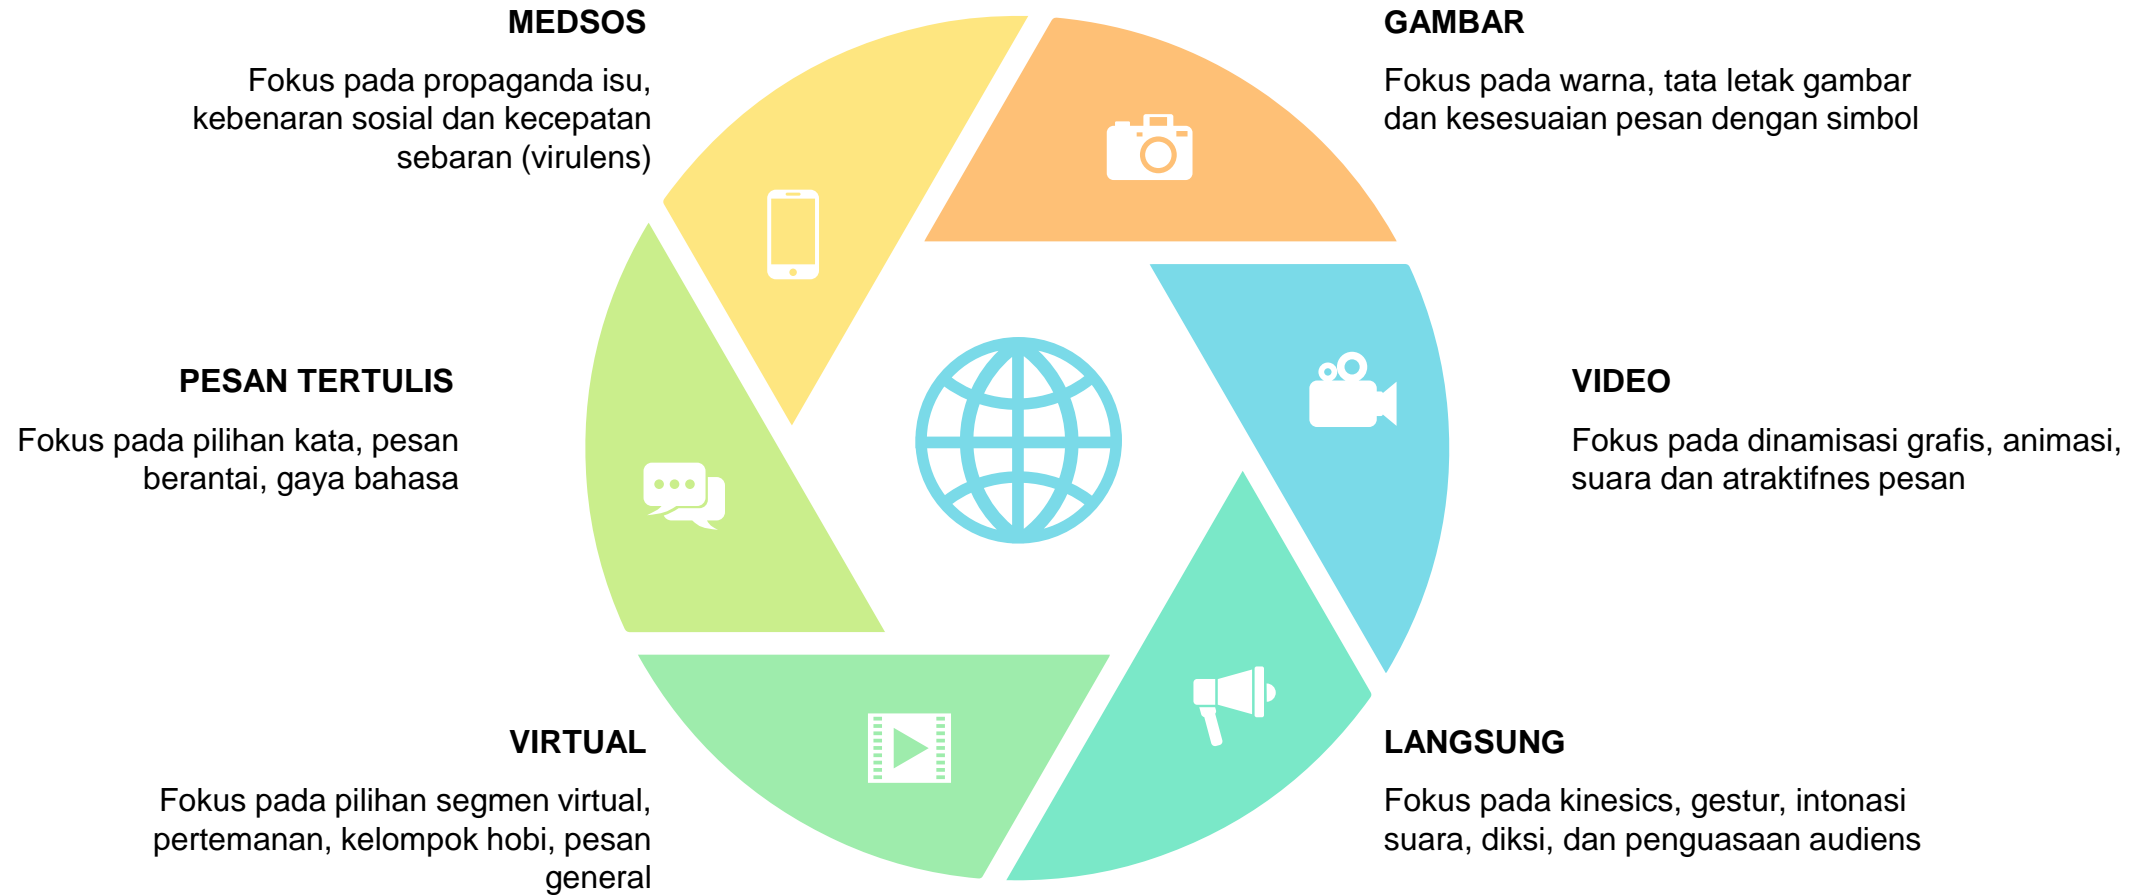 MEDSOS
Fokus pada propaganda isu,
kebenaran sosial dan kecepatan
sebaran (virulens)
GAMBAR
Fokus pada warna, tata letak gambar
dan kesesuaian pesan dengan simbol
PESAN TERTULIS
Fokus pada pilihan kata, pesan
berantai, gaya bahasa
VIDEO
Fokus pada dinamisasi grafis, animasi,
suara dan atraktifnes pesan
VIRTUAL
Fokus pada pilihan segmen virtual,
pertemanan, kelompok hobi, pesan
general
LANGSUNG
Fokus pada kinesics, gestur, intonasi
suara, diksi, dan penguasaan audiens